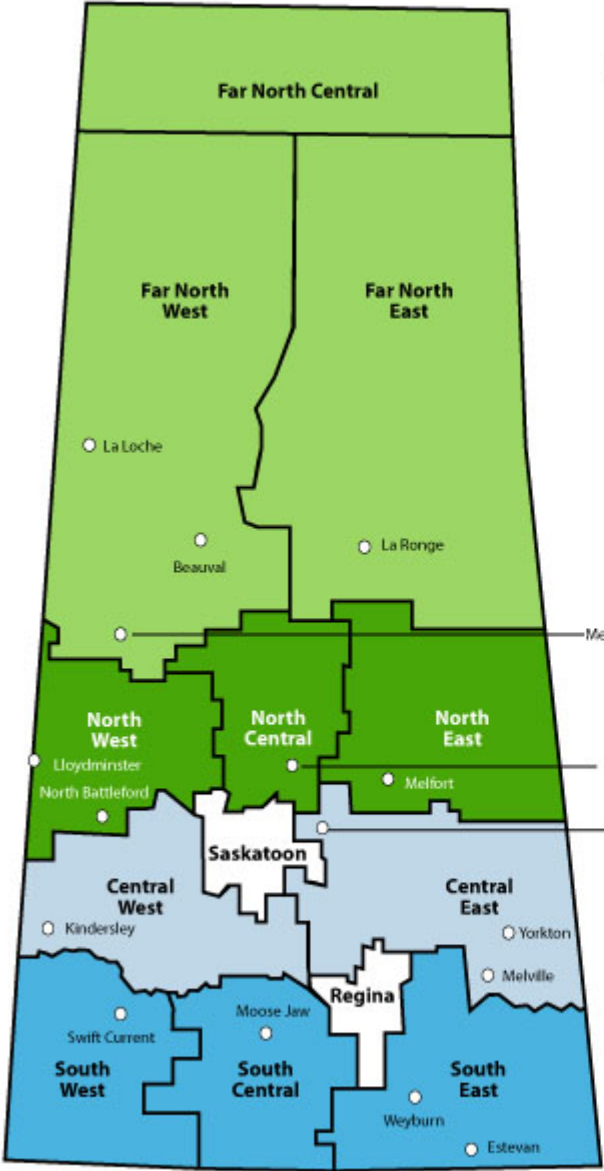 Far North Central
Far North
West
Far North
East
La Loche
Beauval
La Ronge
Me
North
West
North
Central
North
East
Lloydminster
North Battleford
Melfort
Saskatoon
Central
West
Central
East
Kindersley
Yorkton
Melville
Regina
Moose Jaw
Swift Current
South
West
South
Central
South
East
Weyburn
Estevan